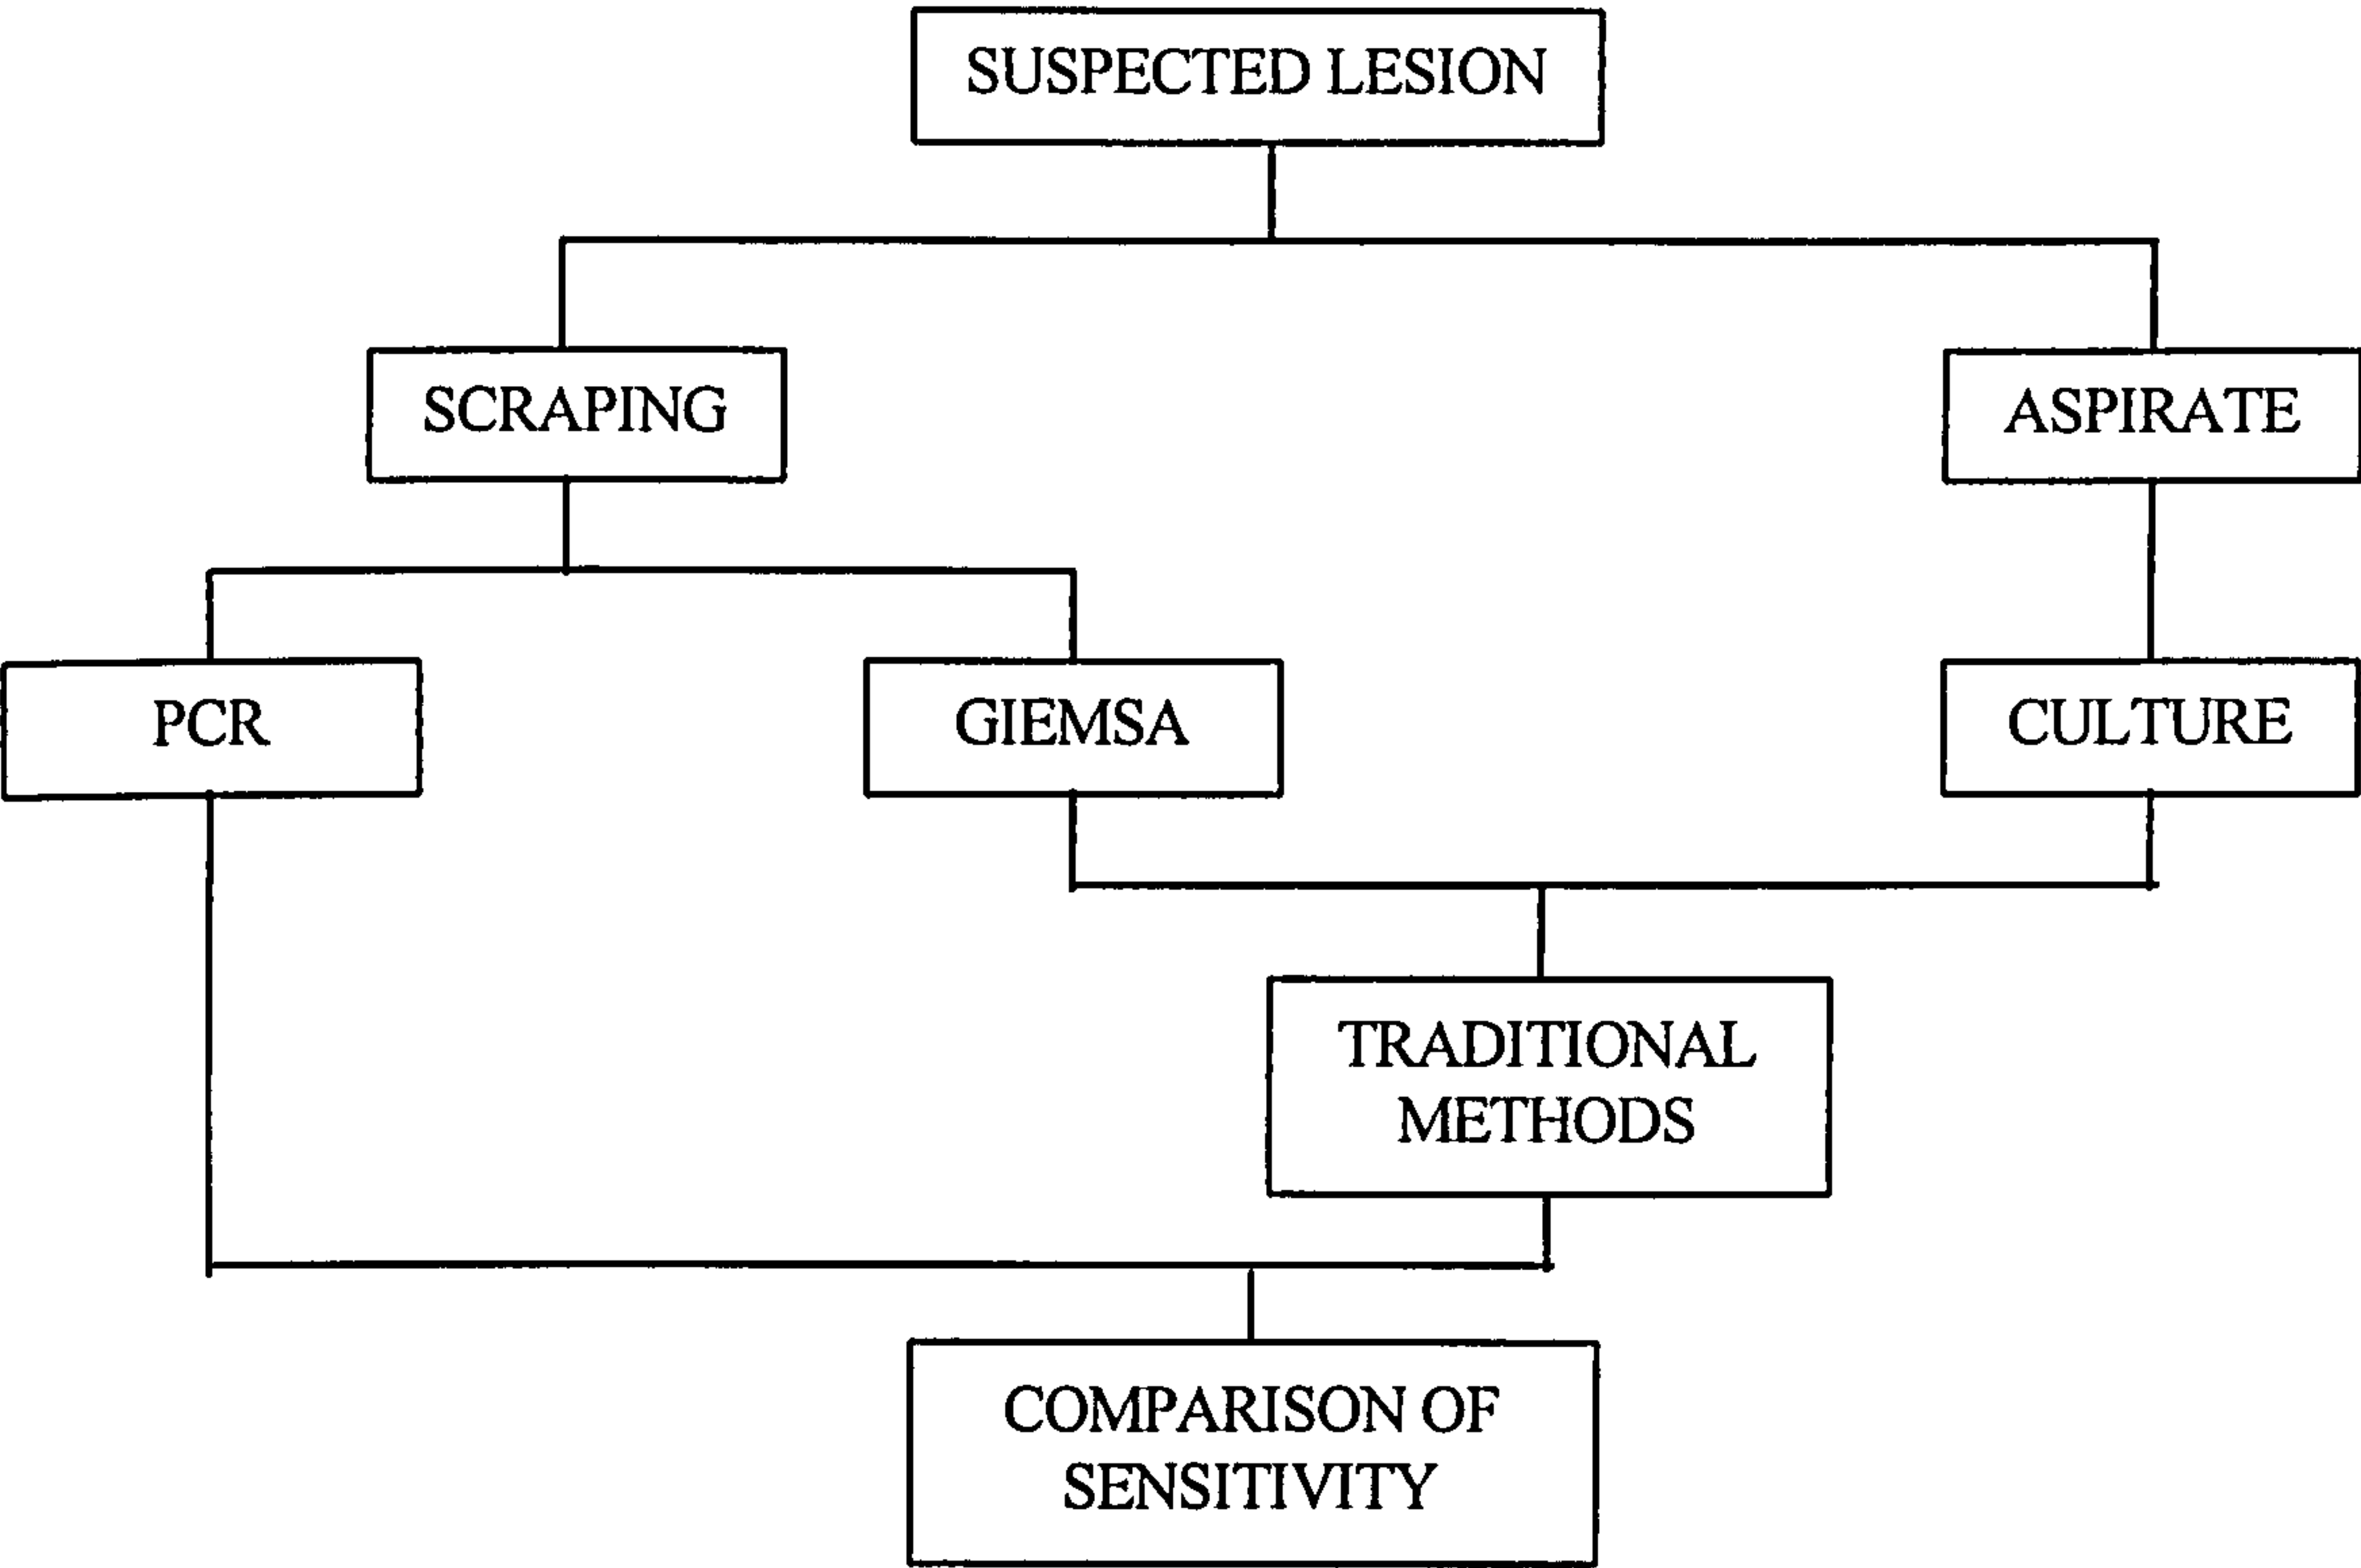 SUSPECTED LESION
SCRAPING
ASPIRATE
PCR
GIEMSA
CULTURE
TRADITIONAL
METHODS
COMPARISON OF
SENSITIVITY